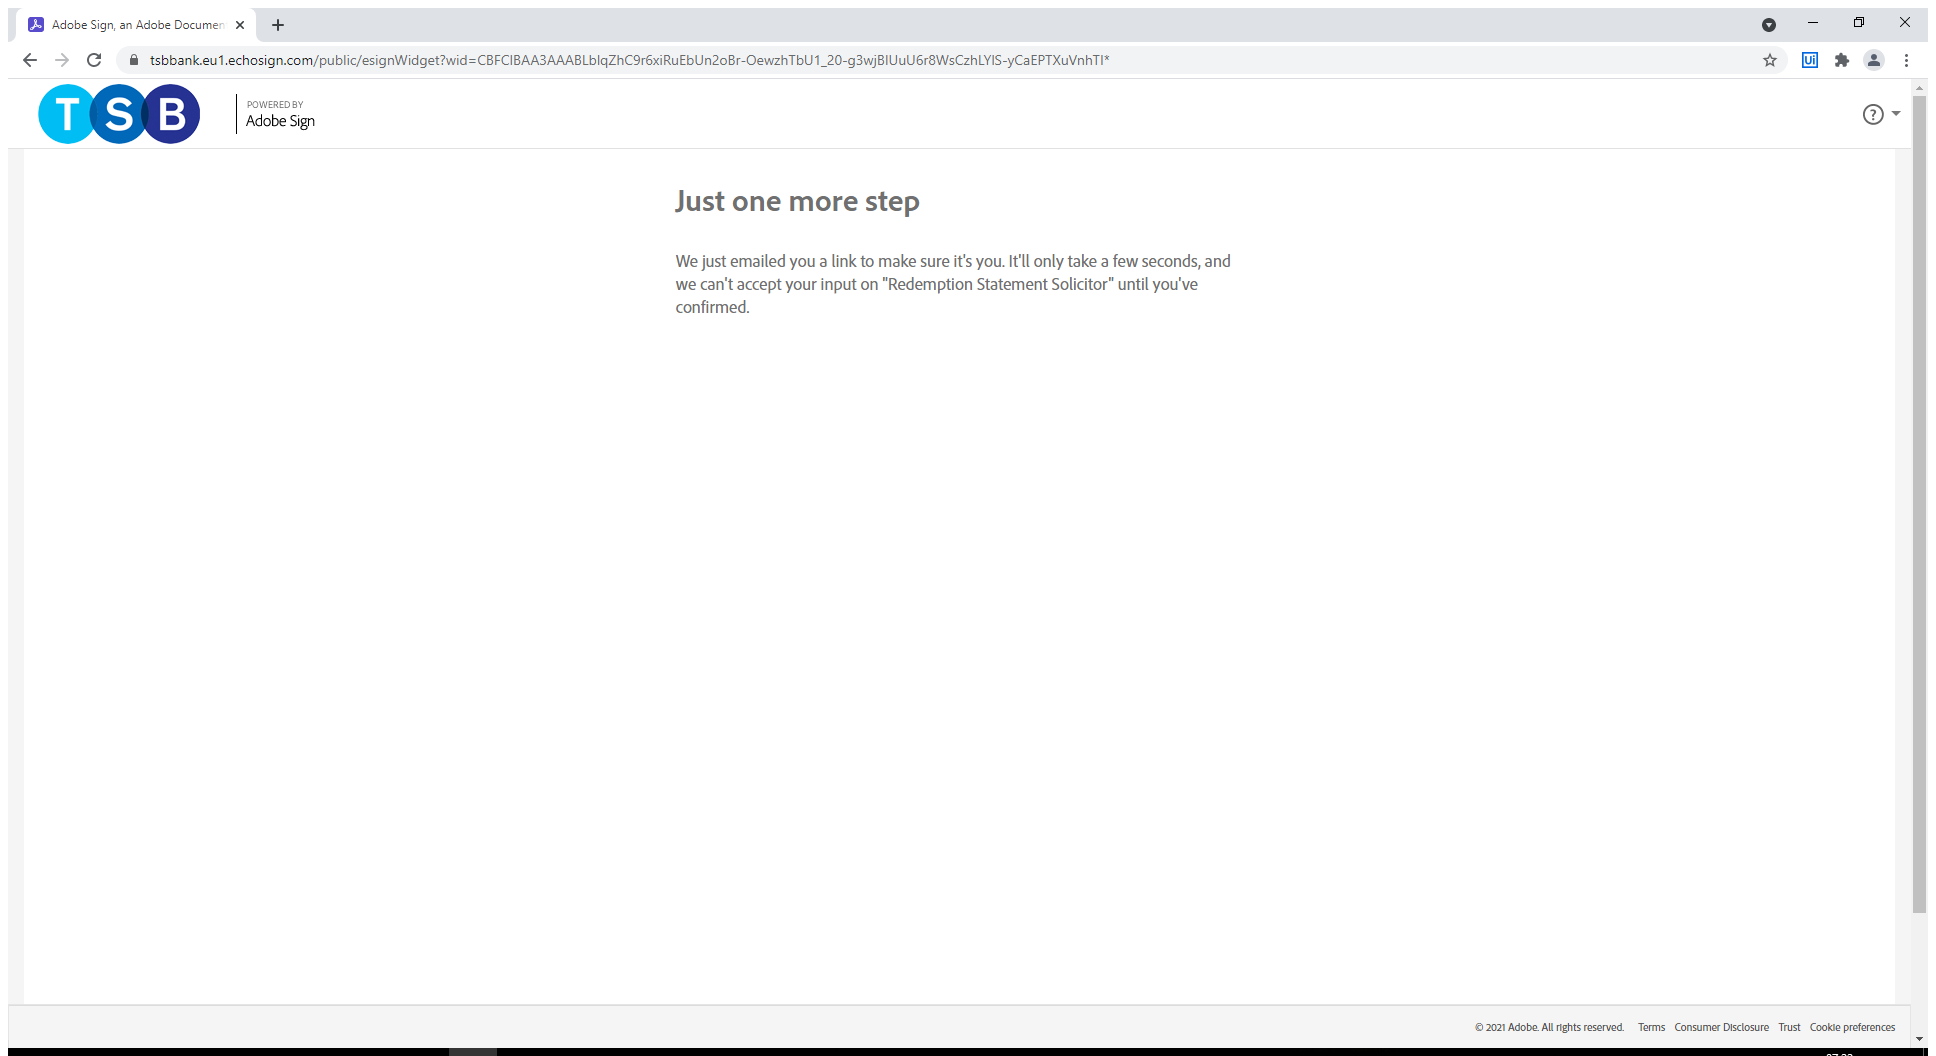 Adobe Sign, an Adobe Documen
tsbbank.eu1.echosign.com/public/esignWidget?wid=CBFCIBAA3AAABLblqZhC9r6xiRuEbUn2oBr-OewzhTbU1_20-g3wjBIUuU6r8WsCzhLYIS-yCaEPTXuVnhTI*
Ui
TSB
POWERED BY
Adobe Sign
?
Just one more step
We just emailed you a link to make sure it's you. It'll only take a few seconds, and
we can't accept your input on "Redemption Statement Solicitor" until you've
confirmed.
© 2021 Adobe. All rights reserved. Terms Consumer Disclosure Trust Cookie preferences